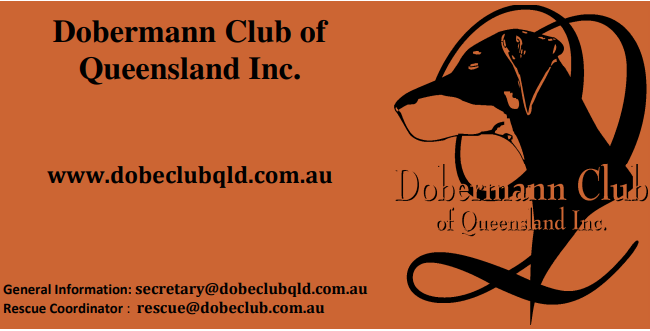 Dobermann Club of
Queensland Inc.
www.dobeclubqld.com.au
General Information: secretary@dobeclubqld.com.au
Rescue Coordinator : rescue@dobeclub.com.au
Dobermann Club
of Queensland Inc.